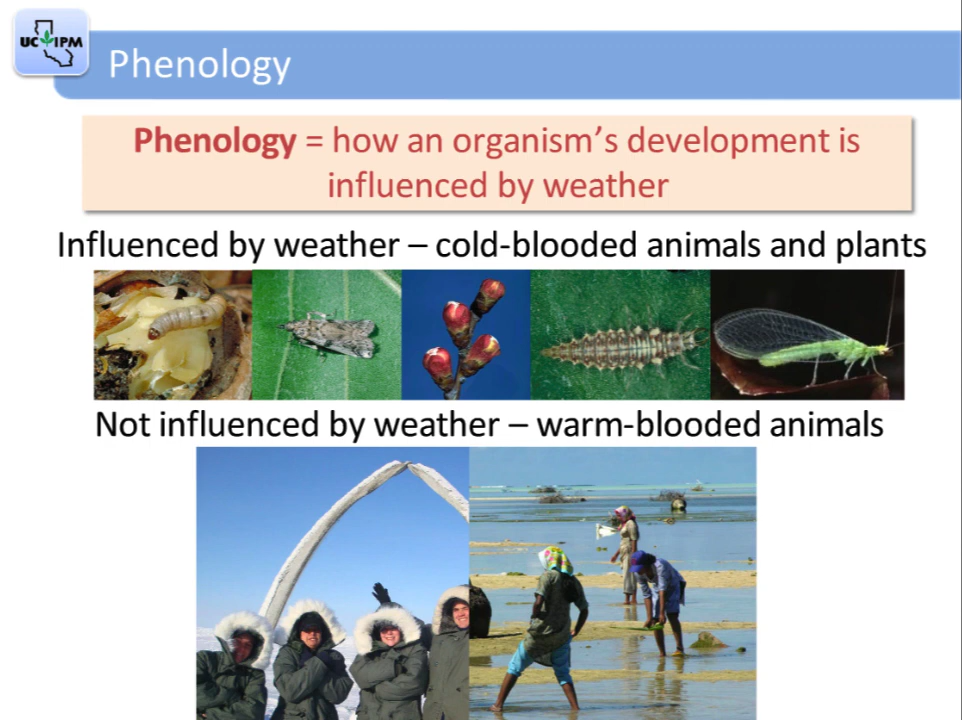 UC IPM
Phenology
Phenology = how an organism's development is
influenced by weather
Influenced by weather – cold-blooded animals and plants
Not influenced by weather – warm-blooded animals